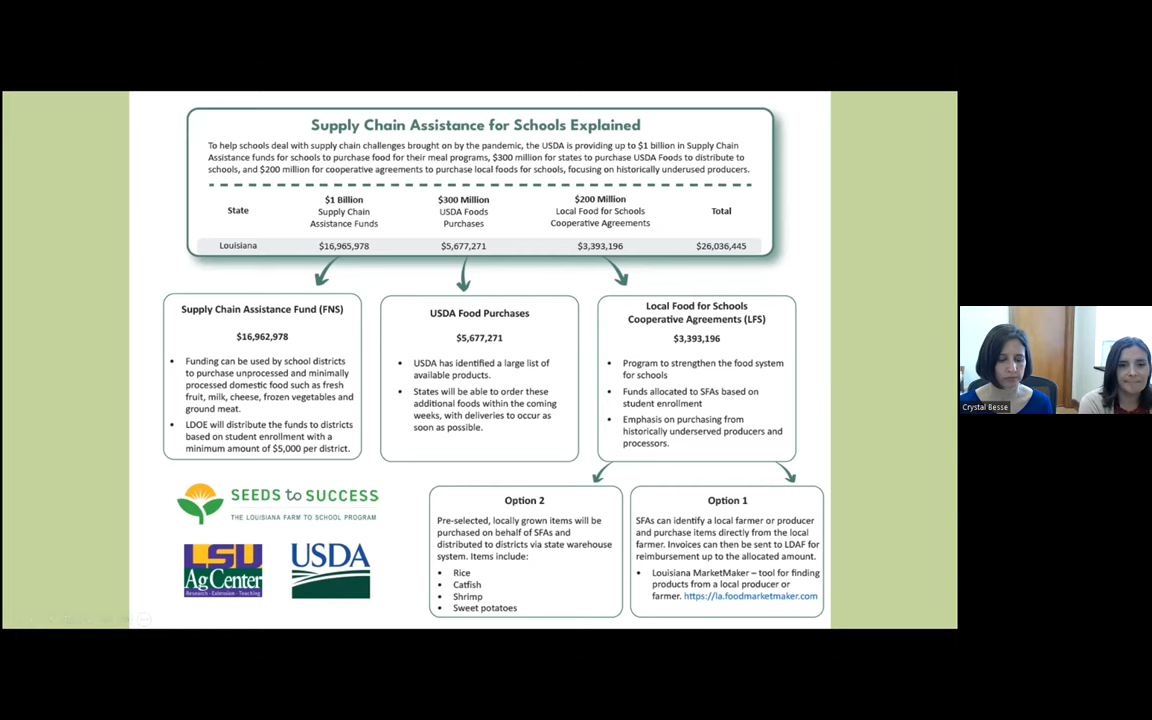 Supply Chain Assistance for Schools Explained
To help schools deal with supply chain challenges brought on by the pandemic, the USDA is providing up to $1 billion in Supply Chain
Assistance funds for schools to purchase food for their meal programs, $300 million for states to purchase USDA Foods to distribute to
schools, and $200 million for cooperative agreements to purchase local foods for schools, focusing on historically underused producers.
State
$1 Billion
Supply Chain
Assistance Funds
$300 Million
USDA Foods
Purchases
$200 Million
Local Food for Schools
Cooperative Agreements
Total
Louisiana $16,965,978 $5,677,271 $3,393,196 $26,036,445
Supply Chain Assistance Fund (FNS)
$16,962,978
• Funding can be used by school districts
to purchase unprocessed and minimally
processed domestic food such as fresh
fruit, milk, cheese, frozen vegetables and
ground meat.
• LDOE will distribute the funds to districts
based on student enrollment with a
minimum amount of $5,000 per district.
USDA Food Purchases
$5,677,271
• USDA has identified a large list of
available products.
• States will be able to order these
additional foods within the coming
weeks, with deliveries to occur as
soon as possible.
Local Food for Schools
Cooperative Agreements (LFS)
$3,393,196
• Program to strengthen the food system
for schools
• Funds allocated to SFAs based on
student enrollment
• Emphasis on purchasing from
historically underserved producers and
processors.
SEEDS to SUCCESS
THE LOUISIANA FARM TO SCHOOL PROGRAM
LSU
AgCenter
Research · Extension · Teaching
USDA
Option 2
Pre-selected, locally grown items will be
purchased on behalf of SFAs and
distributed to districts via state warehouse
system. Items include:
• Rice
• Catfish
• Shrimp
• Sweet potatoes
Option 1
SFAs can identify a local farmer or producer
and purchase items directly from the local
farmer. Invoices can then be sent to LDAF for
reimbursement up to the allocated amount.
• Louisiana MarketMaker – tool for finding
products from a local producer or
farmer. https://la.foodmarketmaker.com
Crystal Besse